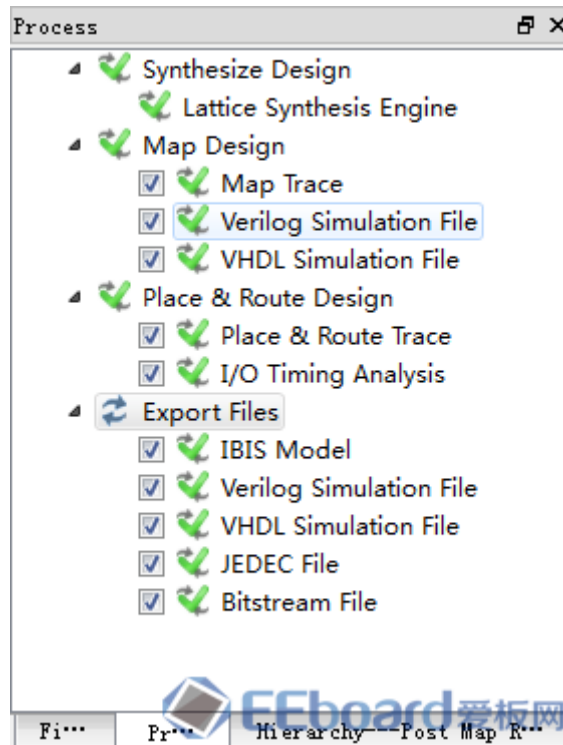 Process
Synthesize Design
Lattice Synthesis Engine
Map Design
Map Trace
Verilog Simulation File
VHDL Simulation File
Place & Route Design
Place & Route Trace
I/O Timing Analysis
Export Files
IBIS Model
Verilog Simulation File
VHDL Simulation File
JEDEC File
Bitstream File
EEboard爱板网
Fi… Pr… Hierarchy---Post Map R…